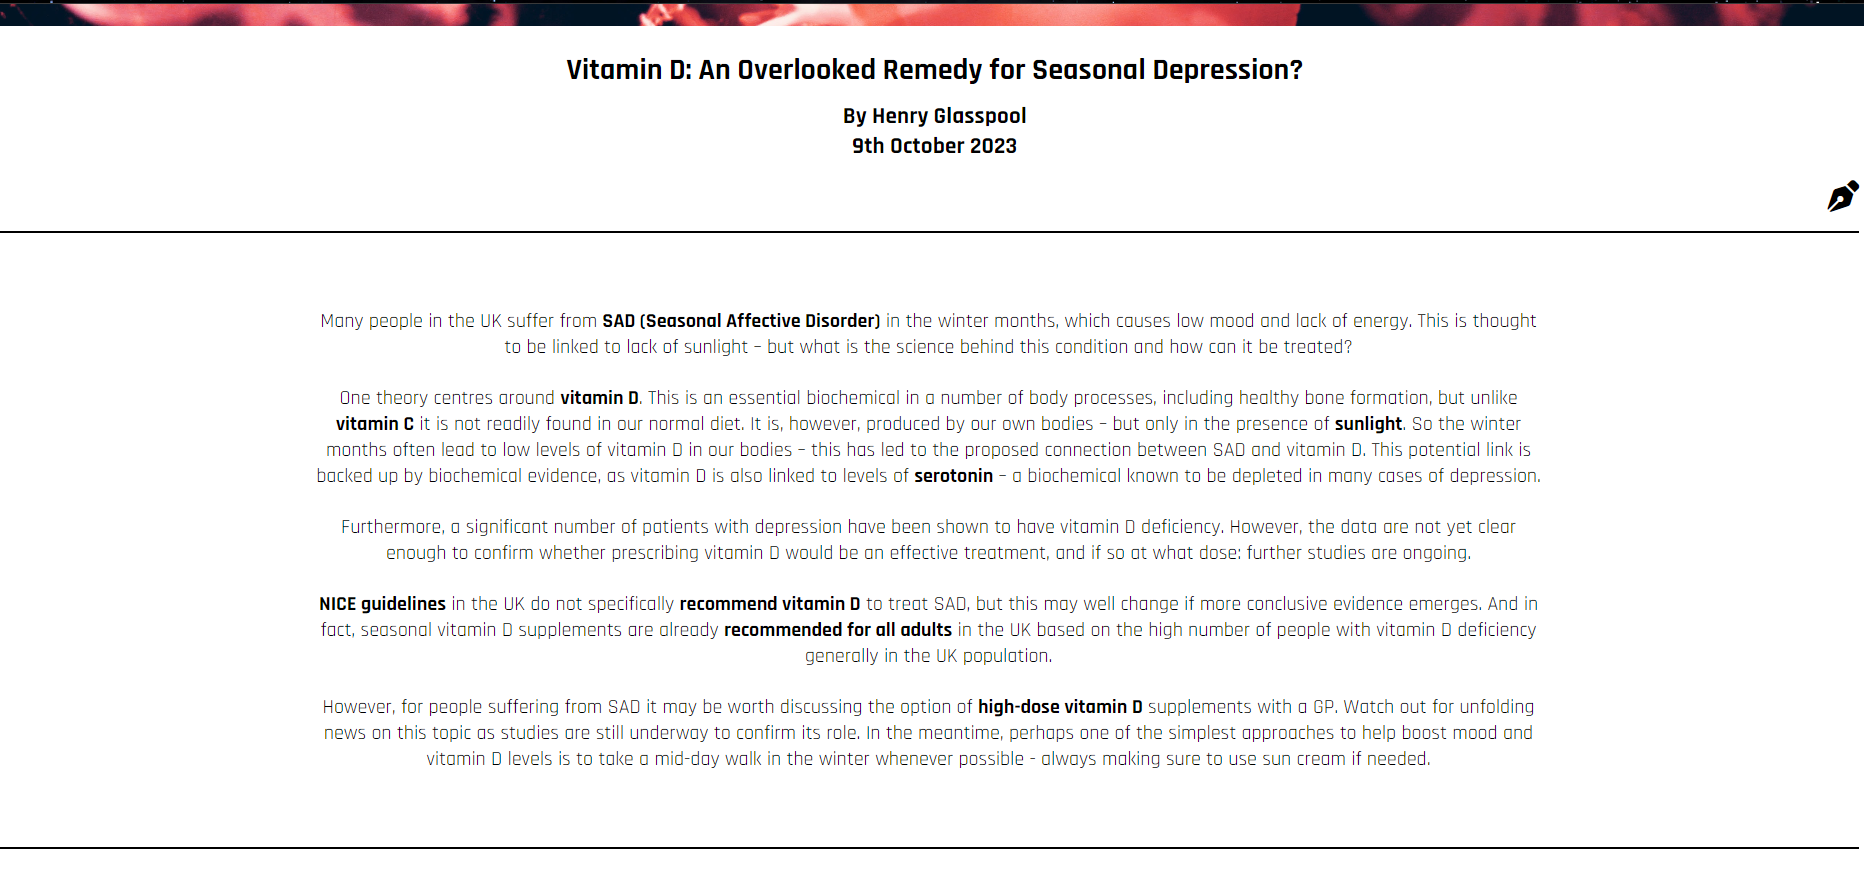 Vitamin D: An Overlooked Remedy for Seasonal Depression?
By Henry Glasspool
9th October 2023
Many people in the UK suffer from SAD (Seasonal Affective Disorder) in the winter months, which causes low mood and lack of energy. This is thought
to be linked to lack of sunlight – but what is the science behind this condition and how can it be treated?
One theory centres around vitamin D. This is an essential biochemical in a number of body processes, including healthy bone formation, but unlike
vitamin C it is not readily found in our normal diet. It is, however, produced by our own bodies – but only in the presence of sunlight. So the winter
months often lead to low levels of vitamin D in our bodies – this has led to the proposed connection between SAD and vitamin D. This potential link is
backed up by biochemical evidence, as vitamin D is also linked to levels of serotonin – a biochemical known to be depleted in many cases of depression.
Furthermore, a significant number of patients with depression have been shown to have vitamin D deficiency. However, the data are not yet clear
enough to confirm whether prescribing vitamin D would be an effective treatment, and if so at what dose: further studies are ongoing.
NICE guidelines in the UK do not specifically recommend vitamin D to treat SAD, but this may well change if more conclusive evidence emerges. And in
fact, seasonal vitamin D supplements are already recommended for all adults in the UK based on the high number of people with vitamin D deficiency
generally in the UK population.
However, for people suffering from SAD it may be worth discussing the option of high-dose vitamin D supplements with a GP. Watch out for unfolding
news on this topic as studies are still underway to confirm its role. In the meantime, perhaps one of the simplest approaches to help boost mood and
vitamin D levels is to take a mid-day walk in the winter whenever possible - always making sure to use sun cream if needed.